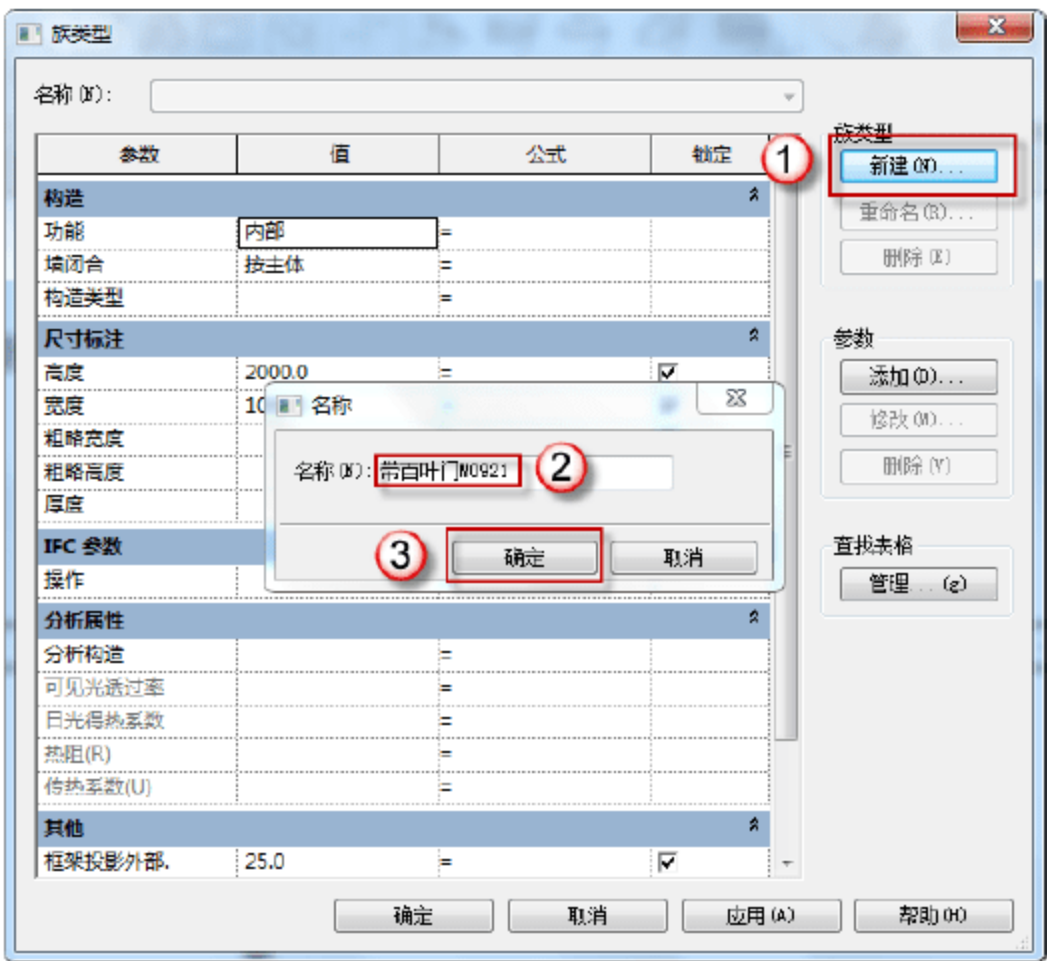 族类型
名称(N):
参数 值 公式 锁定
构造
功能 内部 =
墙闭合 按主体 =
构造类型 =
尺寸标注
高度 2000.0 =
宽度 10
粗略宽度
粗略高度
厚度
IFC 参数
操作
分析属性
分析构造 =
可见光透过率 =
日光得热系数 =
热阻(R) =
传热系数(U) =
其他
框架投影外部. 25.0 =
族类型
1
新建(N)...
重命名(R)...
删除(E)
参数
添加(D)...
修改(M)...
删除(V)
查找表格
管理...(g)
名称
名称(N): 带百叶门M0921
2
3
确定 取消
确定 取消 应用(A) 帮助(H)